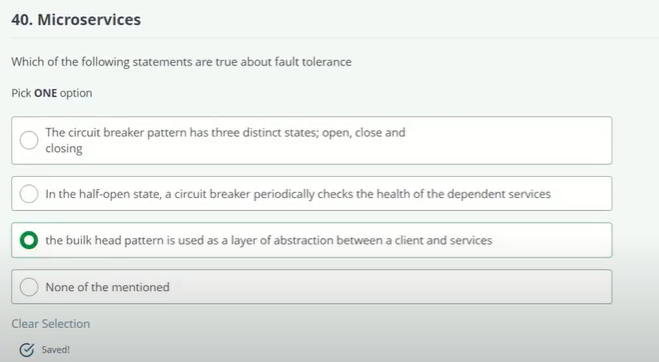 40. Microservices
Which of the following statements are true about fault tolerance
Pick ONE option
The circuit breaker pattern has three distinct states; open, close and
closing
In the half-open state, a circuit breaker periodically checks the health of the dependent services
the builk head pattern is used as a layer of abstraction between a client and services
None of the mentioned
Clear Selection
Saved!